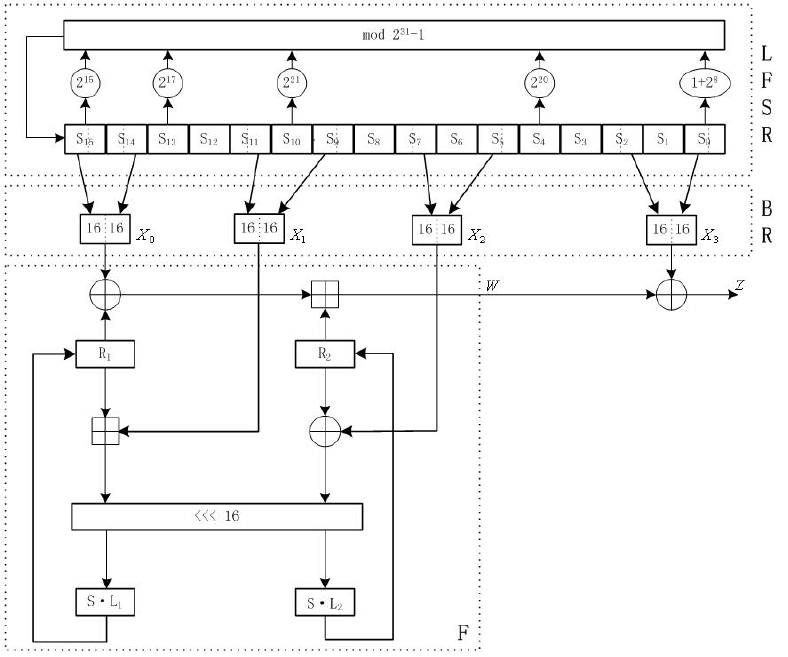 mod 2³¹-1
2¹⁵ 2¹⁷ 2²¹ 2²⁰ 1+2⁸
S₁₅ S₁₄ S₁₃ S₁₂ S₁₁ S₁₀ S₉ S₈ S₇ S₆ S₅ S₄ S₃ S₂ S₁ S₀
L
F
S
R
16 16 X₀ 16 16 X₁ 16 16 X₂ 16 16 X₃
B
R
W Z
R₁ R₂
<<< 16
S·L₁ S·L₂
F